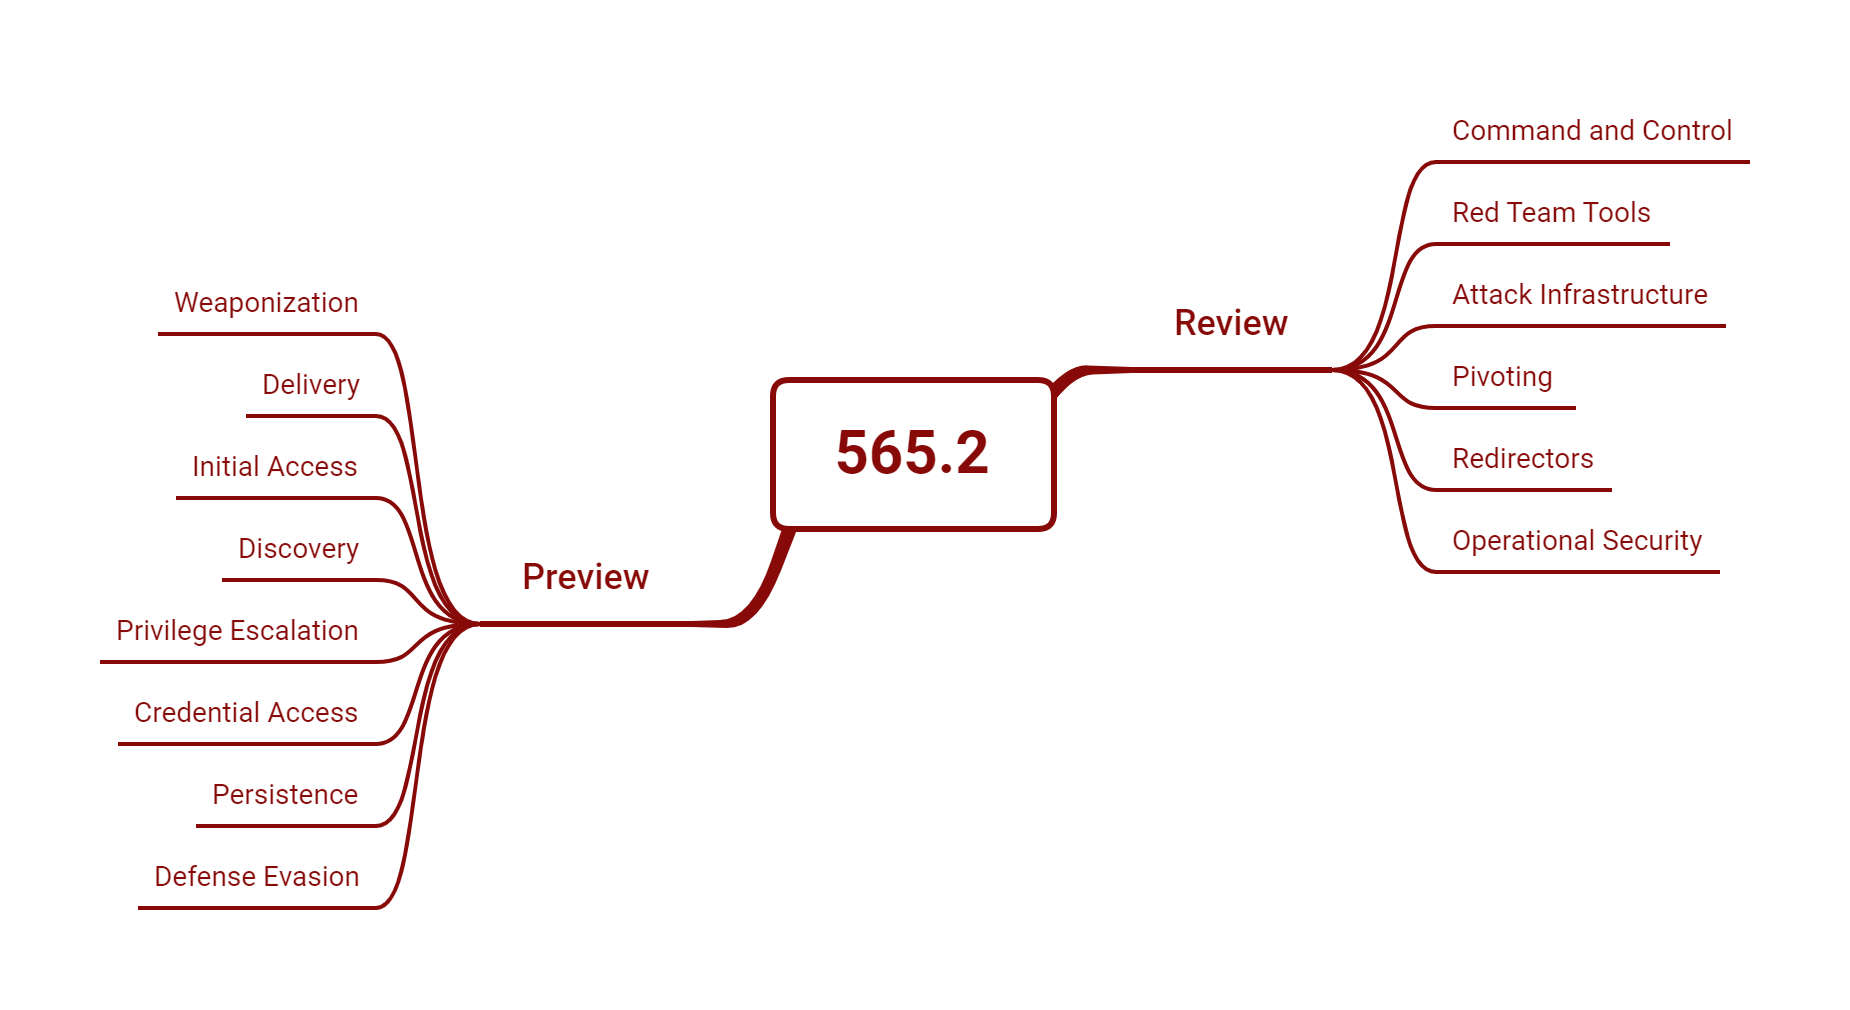 565.2
Review
Command and Control
Red Team Tools
Attack Infrastructure
Pivoting
Redirectors
Operational Security
Preview
Weaponization
Delivery
Initial Access
Discovery
Privilege Escalation
Credential Access
Persistence
Defense Evasion